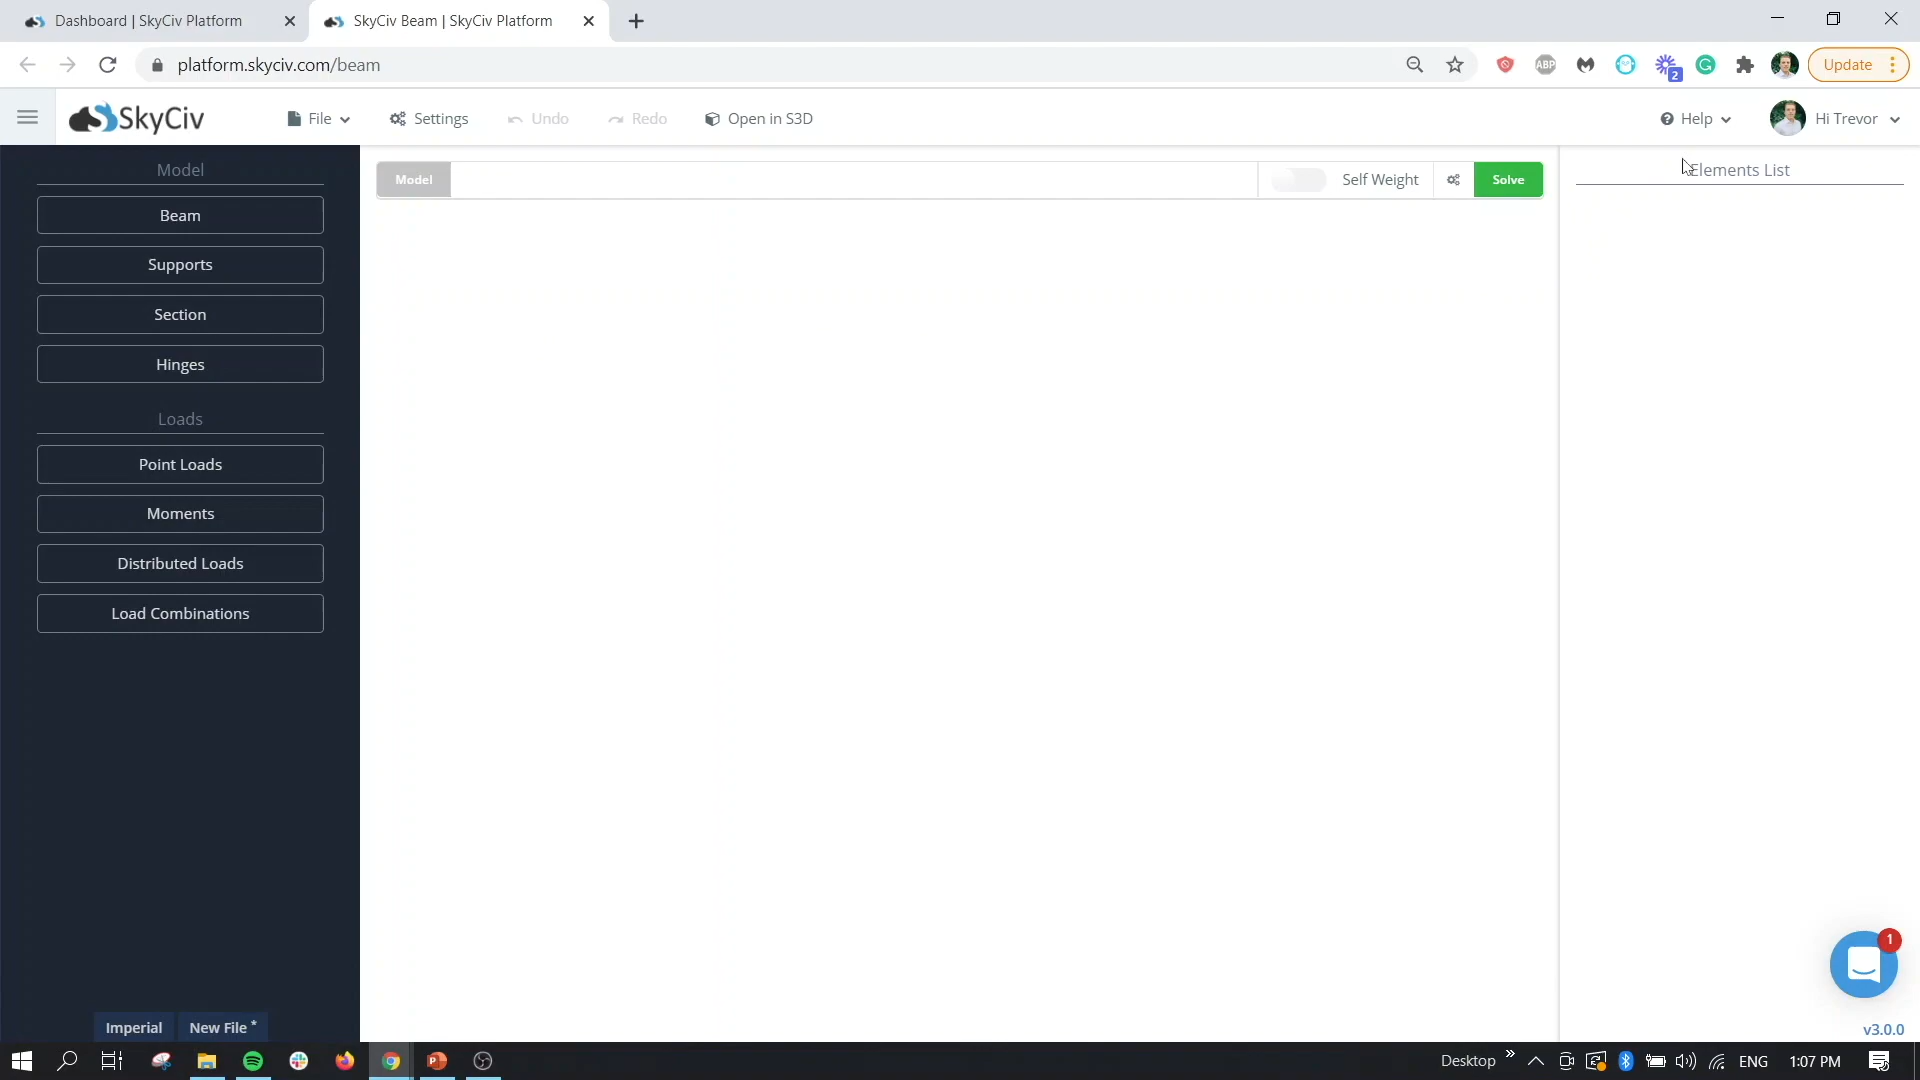 Dashboard | SkyCiv Platform
SkyCiv Beam | SkyCiv Platform
platform.skyciv.com/beam
ABP
2
Update
SkyCiv
File
Settings
Undo
Redo
Open in S3D
Help
Hi Trevor
Model
Beam
Supports
Section
Hinges
Loads
Point Loads
Moments
Distributed Loads
Load Combinations
Imperial
New File *
Model
Self Weight
Solve
Elements List
1
v3.0.0
Desktop
ENG
1:07 PM